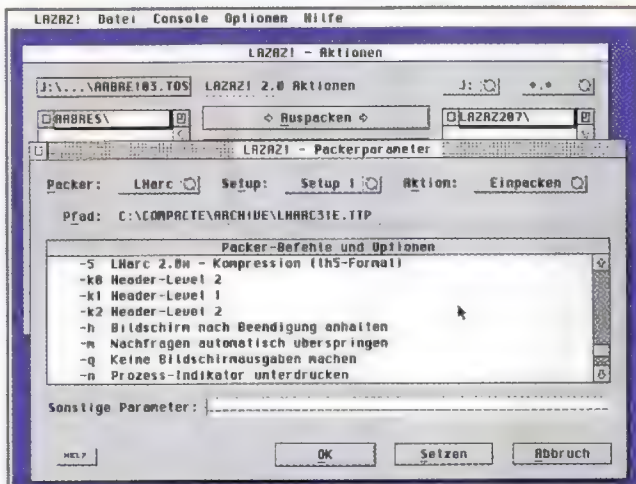 LAZAZ! Datei Console Optionen Hilfe
LAZAZ! - Aktionen
J:\...\AABRE103.TOS LAZAZ! 2.0 Aktionen J: *.*
AABRES\ Auspacken LAZAZ207\
LAZAZ! - Packerparameter
Packer: LHarc Setup: Setup 1 Aktion: Einpacken
Pfad: C:\COMPACTE\ARCHIVE\LHARC31E.TTP
Packer-Befehle und Optionen
-5 LHarc 2.0x - Kompression (lh5-Format)
-k0 Header-Level 2
-k1 Header-Level 1
-k2 Header-Level 2
-h Bildschirm nach Beendigung anhalten
-m Nachfragen automatisch überspringen
-q Keine Bildschirmausgaben machen
-n Prozess-Indikator unterdrücken
Sonstige Parameter:
HELP OK Setzen Abbruch